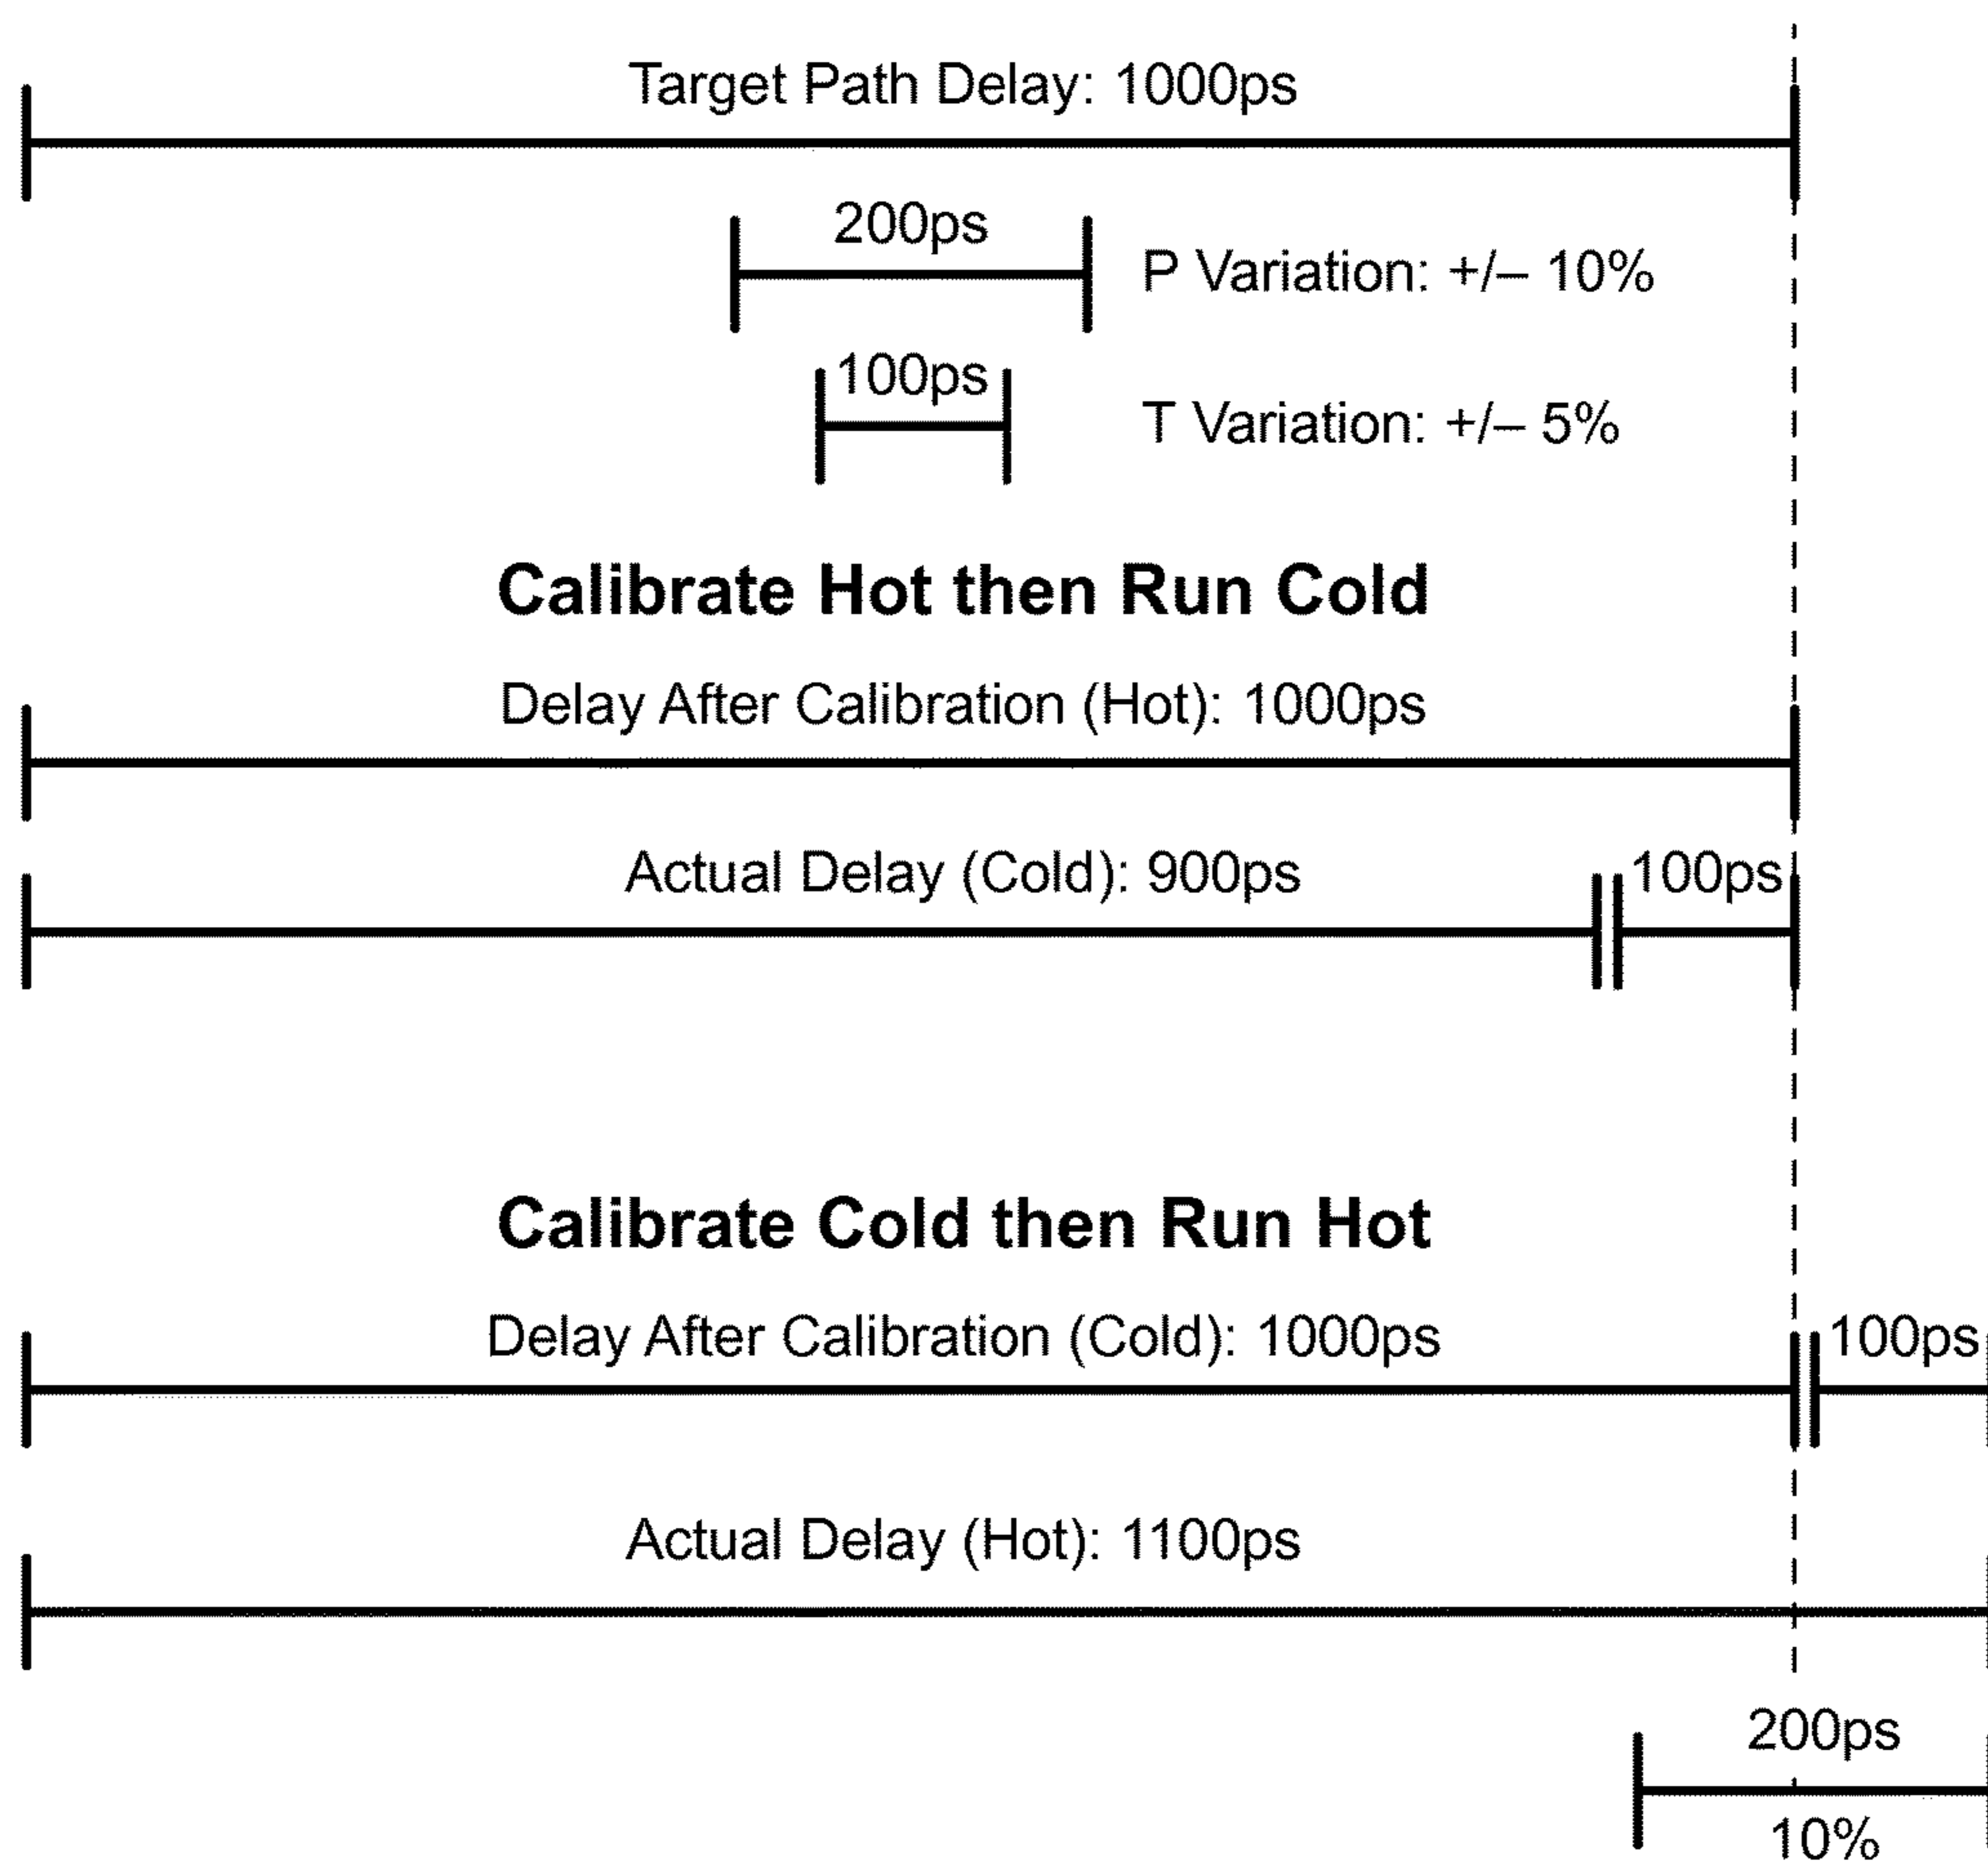 Target Path Delay: 1000ps
200ps
P Variation: +/– 10%
100ps
T Variation: +/– 5%
Calibrate Hot then Run Cold
Delay After Calibration (Hot): 1000ps
Actual Delay (Cold): 900ps
100ps
Calibrate Cold then Run Hot
Delay After Calibration (Cold): 1000ps
100ps
Actual Delay (Hot): 1100ps
200ps
10%